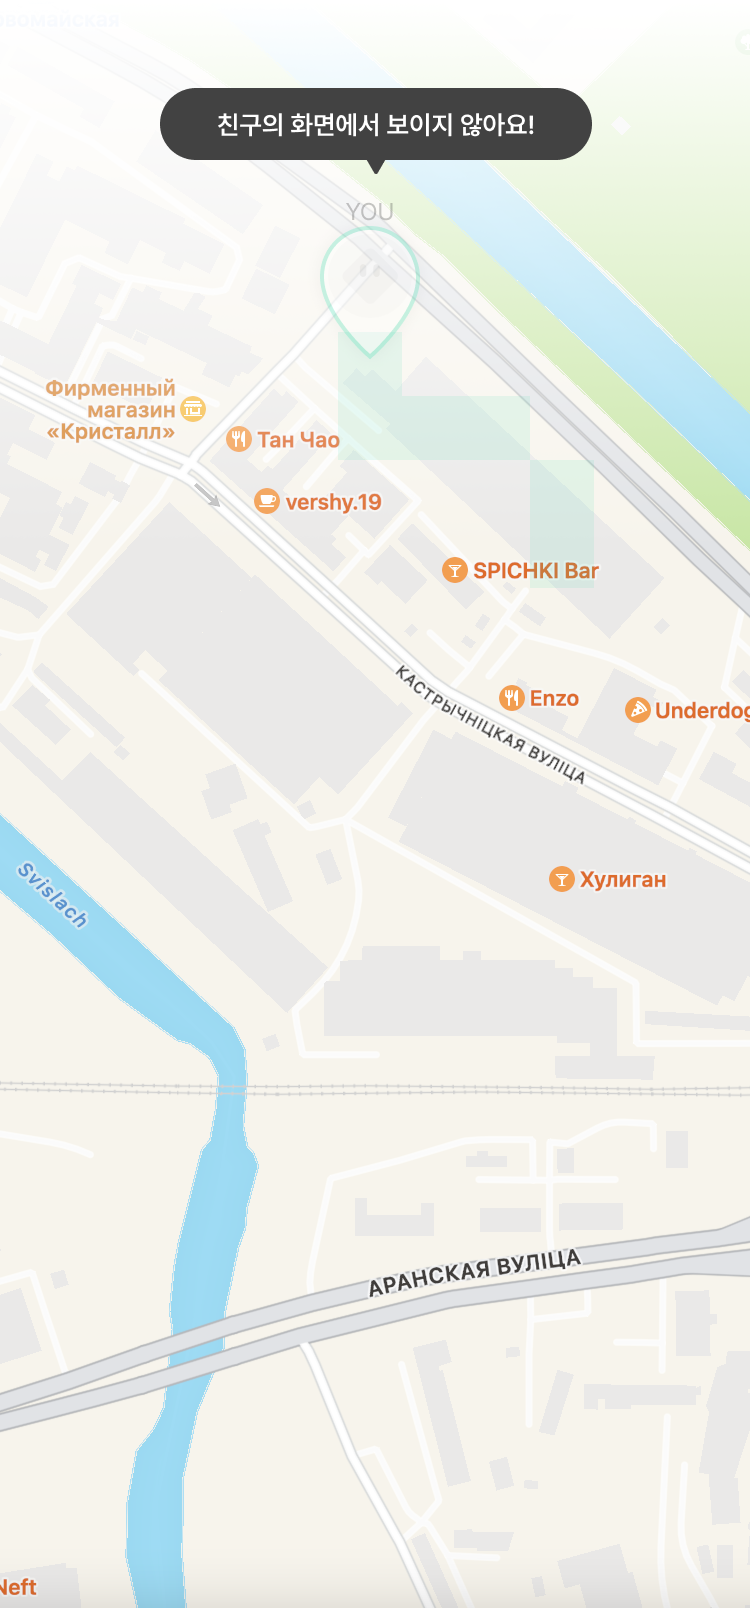 친구의 화면에서 보이지 않아요!
YOU
Фирменный
магазин
«Кристалл»
Тан Чао
vershy.19
SPICHKI Bar
КАСТРЫЧНІЦКАЯ ВУЛІЦА
Enzo
Underdog
Хулиган
Svislach
АРАНСКАЯ ВУЛІЦА
Neft